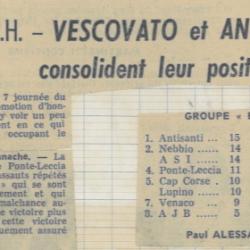 .H. – VESCOVATO et AN
consolident leur posit
7 journée du
omotion d'hon-
y voir un peu
ent en ce qui
occupant le
nache. — La
Ponte-Leccia
ssauts répétés
" qui se sont
ement et qui
malchance au-
e victoire plus
ette victoire
quement assuré
GROUPE « B
1. Antisanti ... 15
2. Nebbio ..... 14
A S I ...... 14
4. Ponte-Leccia 11
5. Cap Corse . 10
Lupino .... 10
7. Venaco .... 9
8. A J B ..... 5
Paul ALESSA